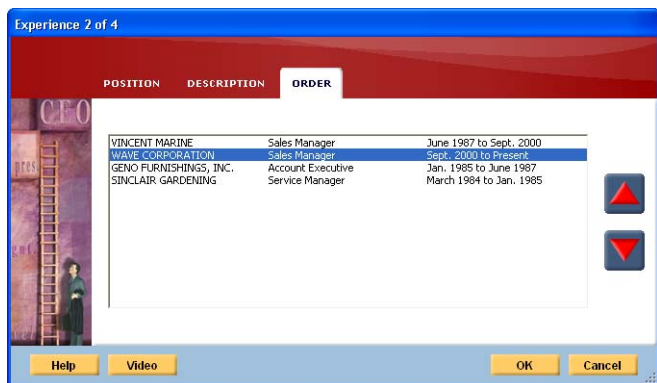 Experience 2 of 4
POSITION DESCRIPTION ORDER
CEO
pres.
VINCENT MARINE Sales Manager June 1987 to Sept. 2000
WAVE CORPORATION Sales Manager Sept. 2000 to Present
GENO FURNISHINGS, INC. Account Executive Jan. 1985 to June 1987
SINCLAIR GARDENING Service Manager March 1984 to Jan. 1985
Help Video OK Cancel